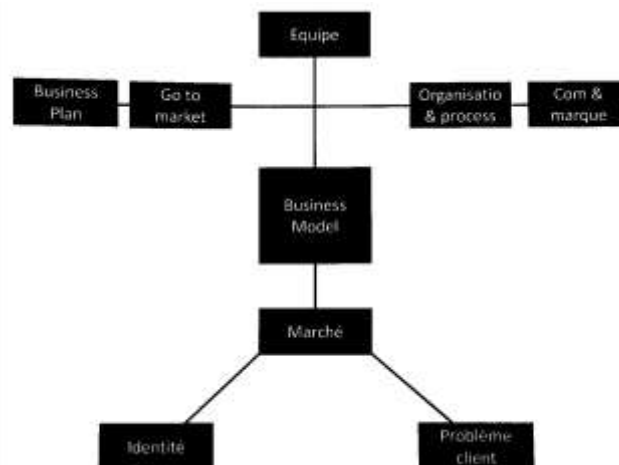 Equipe
Business
Plan
Go to
market
Organisatio
& process
Com &
marque
Business
Model
Marché
Identité
Problème
client